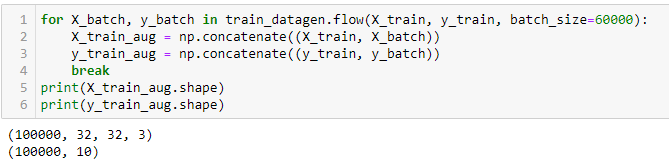 1 for X_batch, y_batch in train_datagen.flow(X_train, y_train, batch_size=60000):
2     X_train_aug = np.concatenate((X_train, X_batch))
3     y_train_aug = np.concatenate((y_train, y_batch))
4     break
5 print(X_train_aug.shape)
6 print(y_train_aug.shape)
(100000, 32, 32, 3)
(100000, 10)